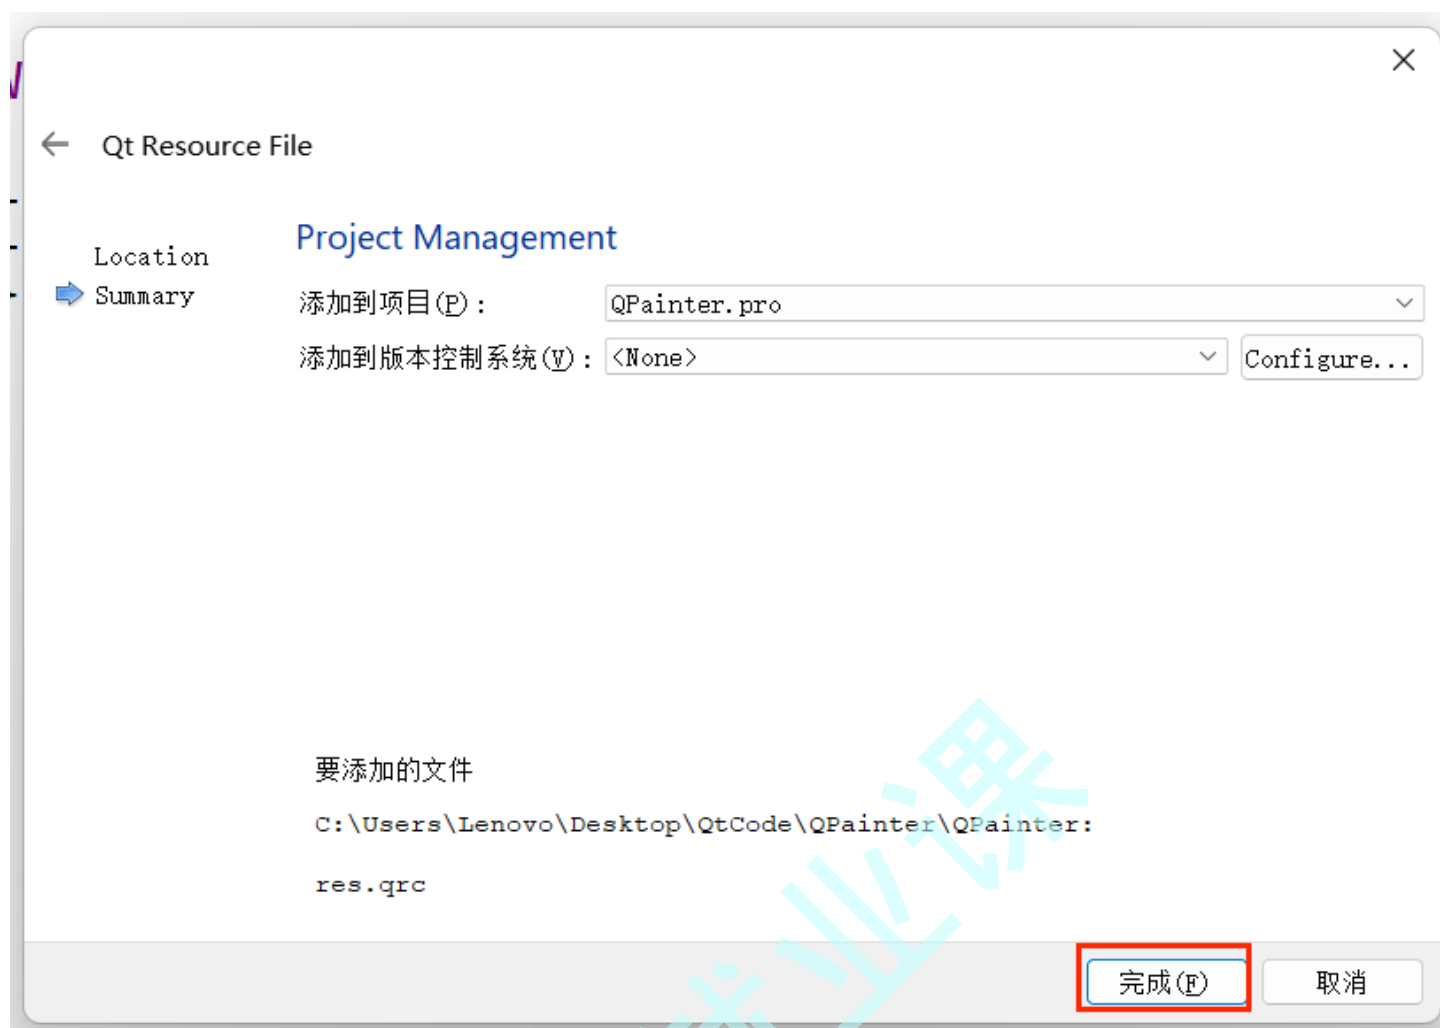 Qt Resource File
Location
Summary
Project Management
添加到项目(P)：
QPainter.pro
添加到版本控制系统(V)：
<None>
Configure...
要添加的文件
C:\Users\Lenovo\Desktop\QtCode\QPainter\QPainter:
res.qrc
完成(F)
取消
业课